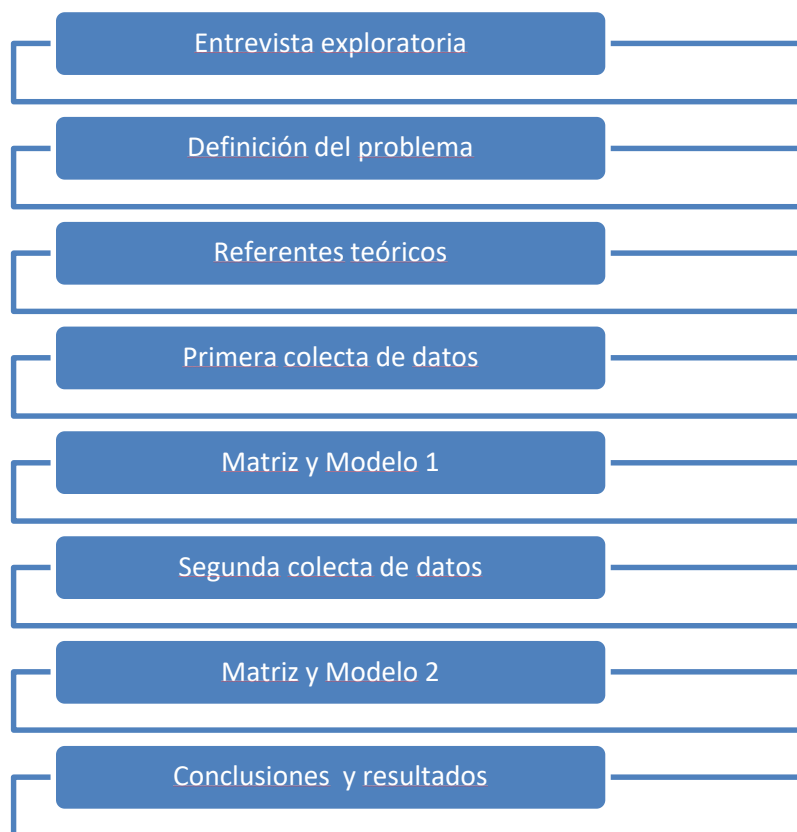 Entrevista exploratoria
Definición del problema
Referentes teóricos
Primera colecta de datos
Matriz y Modelo 1
Segunda colecta de datos
Matriz y Modelo 2
Conclusiones y resultados